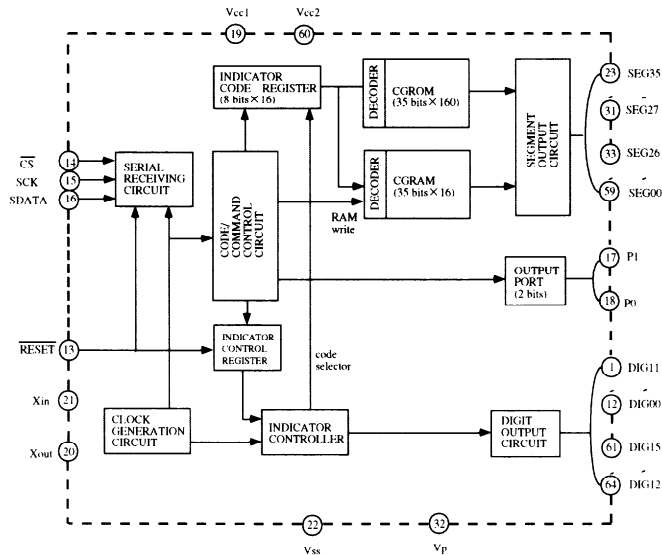 Vcc1
Vcc2
19
60
INDICATOR
CODE REGISTER
(8 bits×16)
DECODER
CGROM
(35 bits×160)
SEGMENT
OUTPUT
CIRCUIT
23
SEG35
31
SEG27
33
SEG26
59
SEG00
CS
14
SCK
15
SDATA
16
SERIAL
RECEIVING
CIRCUIT
CODE/
COMMAND
CONTROL
CIRCUIT
DECODER
CGRAM
(35 bits×16)
RAM
write
OUTPUT
PORT
(2 bits)
17
P1
18
P0
RESET
13
INDICATOR
CONTROL
REGISTER
code
selector
Xin
21
Xout
20
CLOCK
GENERATION
CIRCUIT
INDICATOR
CONTROLLER
DIGIT
OUTPUT
CIRCUIT
1
DIG11
12
DIG00
61
DIG15
64
DIG12
22
32
Vss
Vp